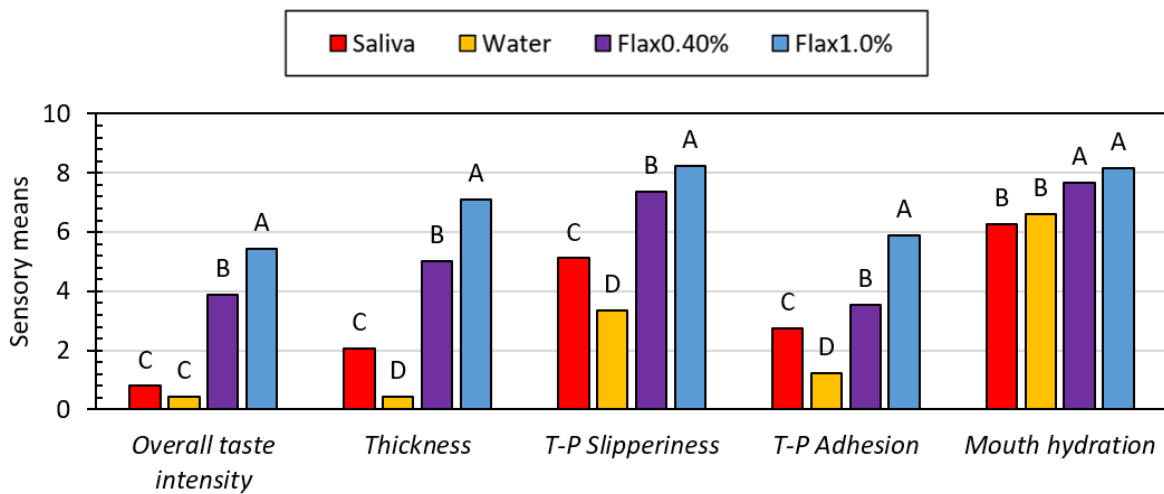 Saliva Water Flax0.40% Flax1.0%
10
8
6
4
2
0
Sensory means
C C B A
C D B A
C D B A
C D B A
B B A A
Overall taste
intensity
Thickness
T-P Slipperiness
T-P Adhesion
Mouth hydration